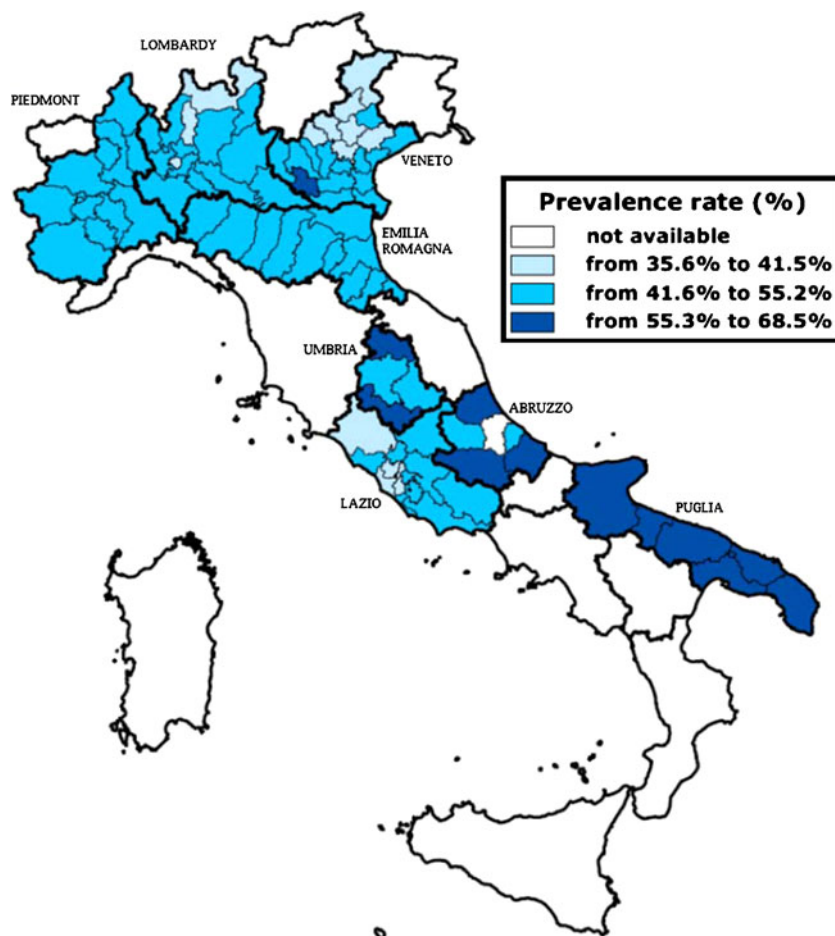 LOMBARDY
PIEDMONT
VENETO
Prevalence rate (%)
not available
from 35.6% to 41.5%
from 41.6% to 55.2%
from 55.3% to 68.5%
EMILIA
ROMAGNA
UMBRIA
ABRUZZO
LAZIO
PUGLIA